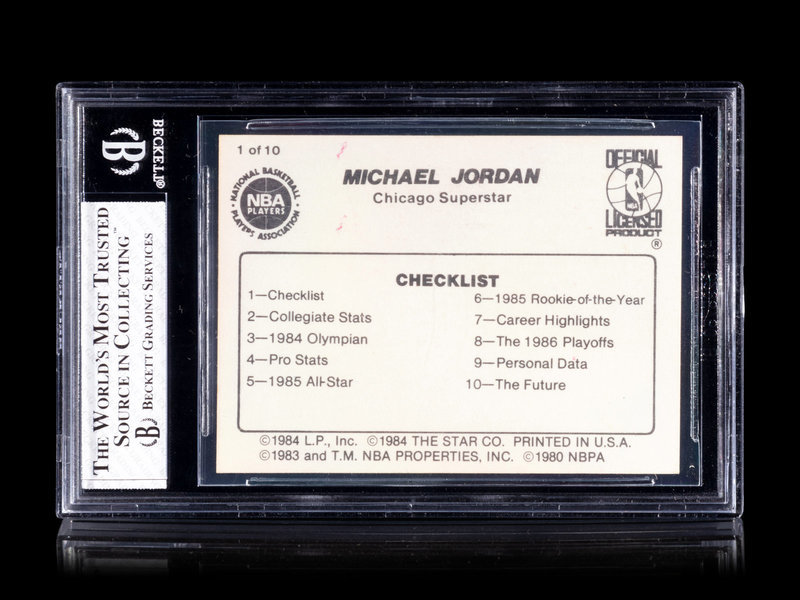 BECKETT®
B
THE WORLD'S MOST TRUSTED
SOURCE IN COLLECTING™
B BECKETT GRADING SERVICES
1 of 10
NATIONAL BASKETBALL
NBA
PLAYERS
PLAYERS ASSOCIATION
MICHAEL JORDAN
Chicago Superstar
OFFICIAL
NBA
LICENSED
PRODUCT
®
CHECKLIST
1—Checklist
2—Collegiate Stats
3—1984 Olympian
4—Pro Stats
5—1985 All-Star
6—1985 Rookie-of-the-Year
7—Career Highlights
8—The 1986 Playoffs
9—Personal Data
10—The Future
©1984 L.P., Inc. ©1984 THE STAR CO. PRINTED IN U.S.A.
©1983 and T.M. NBA PROPERTIES, INC. ©1980 NBPA